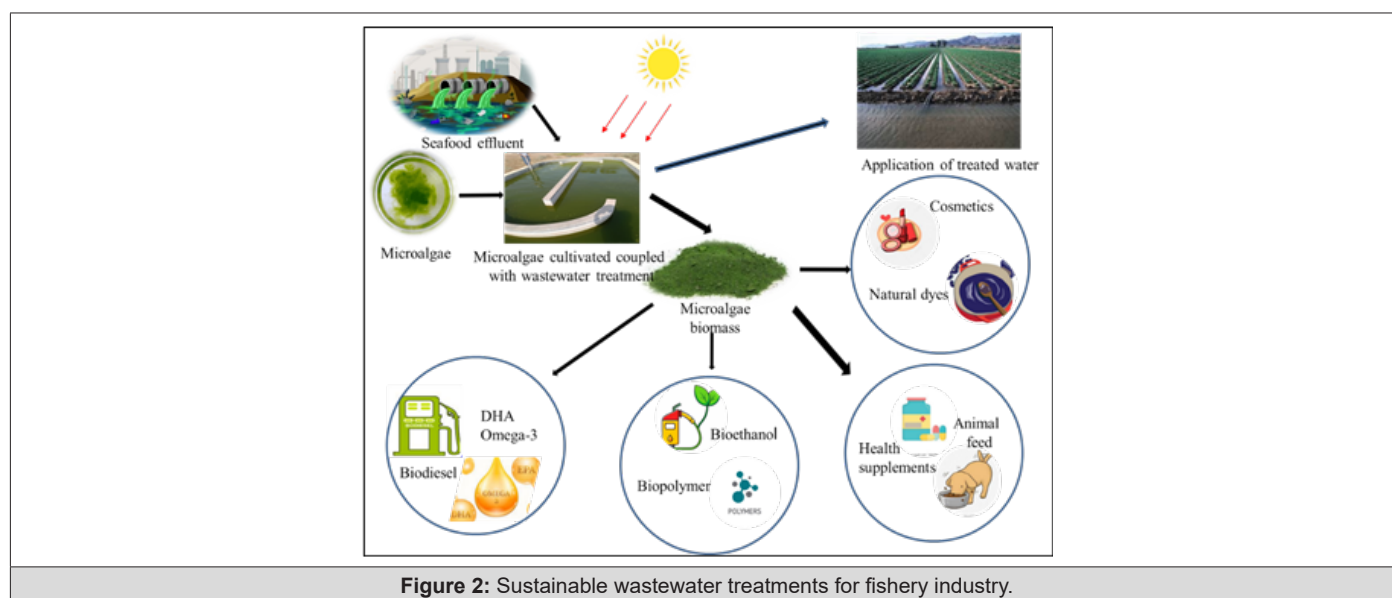 Seafood effluent
Application of treated water
Microalgae
Microalgae cultivated coupled
with wastewater treatment
Microalgae
biomass
Cosmetics
Natural dyes
DHA
Omega-3
Biodiesel
EPA
OMEGA
DHA
Bioethanol
Biopolymer
POLYMERS
Health
supplements
Animal
feed
Figure 2: Sustainable wastewater treatments for fishery industry.